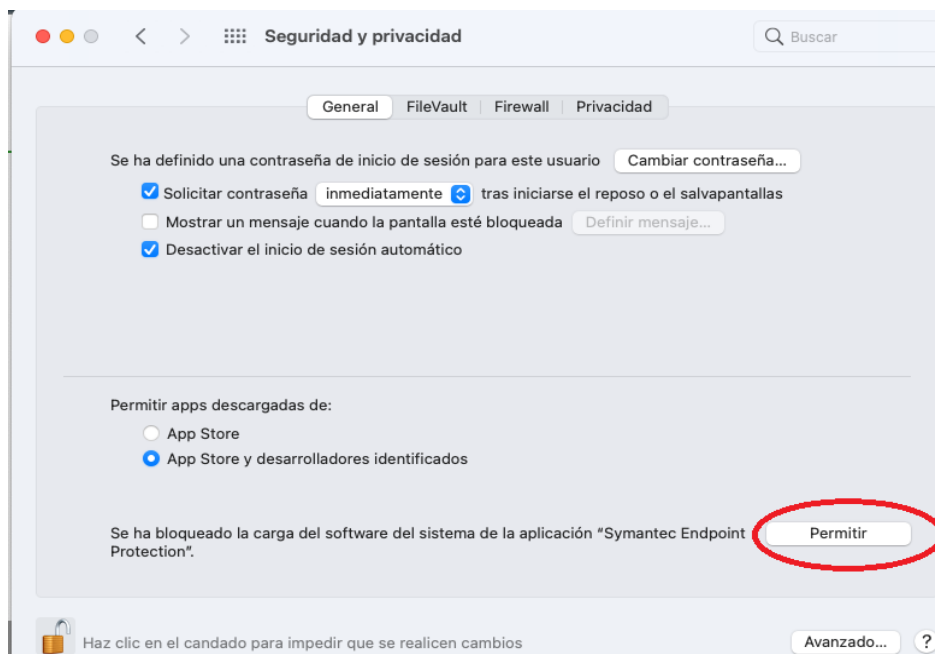 Seguridad y privacidad
Buscar
General FileVault Firewall Privacidad
Se ha definido una contraseña de inicio de sesión para este usuario Cambiar contraseña...
Solicitar contraseña inmediatamente tras iniciarse el reposo o el salvapantallas
Mostrar un mensaje cuando la pantalla esté bloqueada Definir mensaje...
Desactivar el inicio de sesión automático
Permitir apps descargadas de:
App Store
App Store y desarrolladores identificados
Se ha bloqueado la carga del software del sistema de la aplicación “Symantec Endpoint Permitir
Protection”.
Haz clic en el candado para impedir que se realicen cambios Avanzado... ?